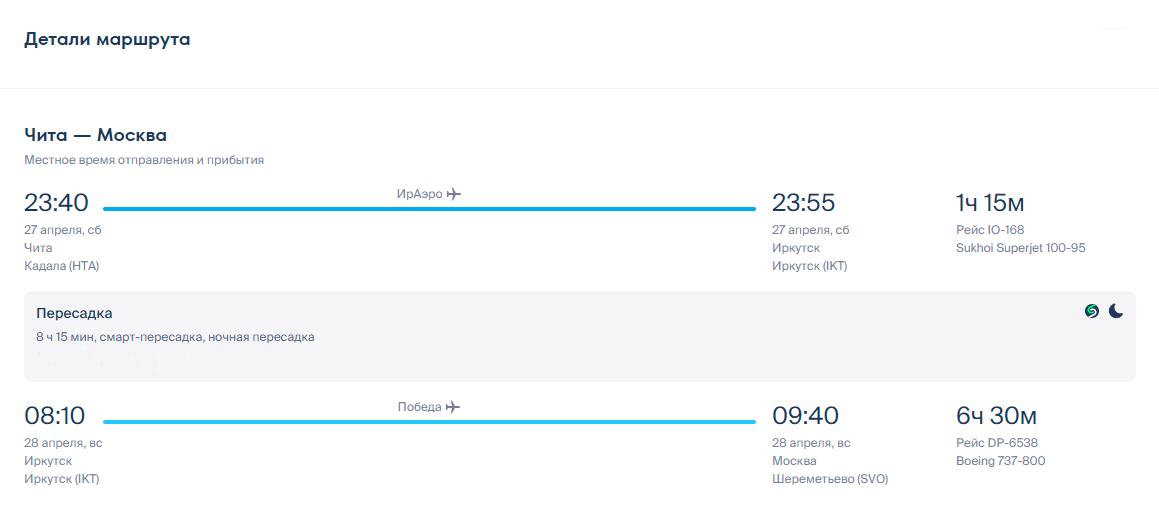 Детали маршрута
Чита — Москва
Местное время отправления и прибытия
ИрАэро
23:40
23:55
1ч 15м
27 апреля, сб
27 апреля, сб
Рейс IO-168
Чита
Иркутск
Sukhoi Superjet 100-95
Кадала (HTA)
Иркутск (IKT)
Пересадка
8 ч 15 мин, смарт-пересадка, ночная пересадка
Победа
08:10
09:40
6ч 30м
28 апреля, вс
28 апреля, вс
Рейс DP-6538
Иркутск
Москва
Boeing 737-800
Иркутск (IKT)
Шереметьево (SVO)